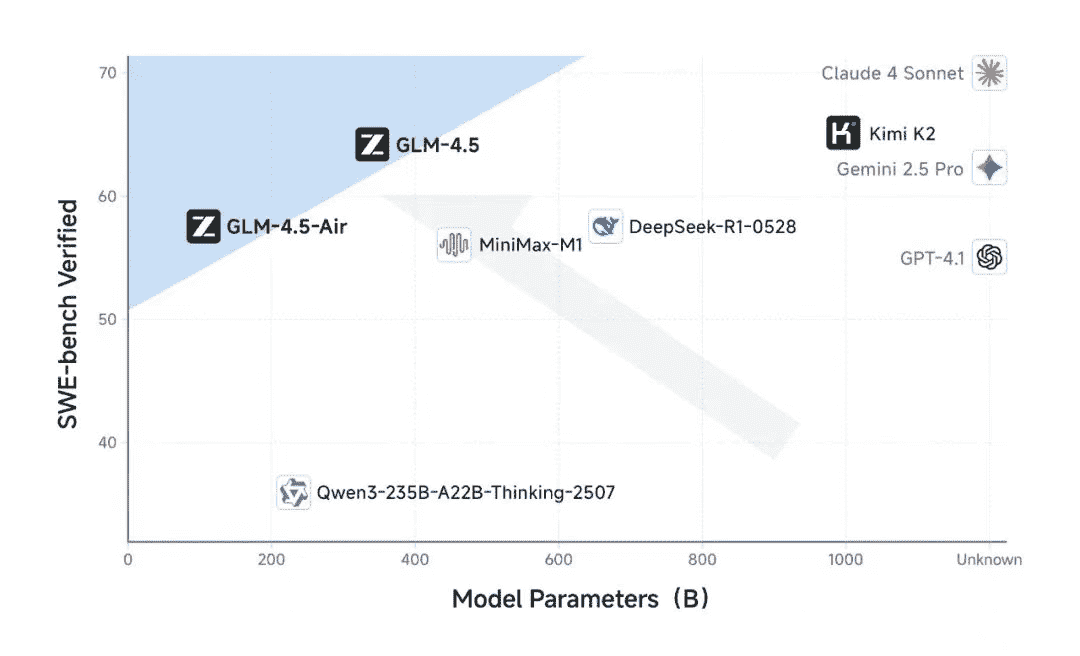 70
Claude 4 Sonnet
GLM-4.5
Kimi K2
Gemini 2.5 Pro
60
GLM-4.5-Air
DeepSeek-R1-0528
MiniMax-M1
GPT-4.1
50
SWE-bench Verified
40
Qwen3-235B-A22B-Thinking-2507
0 200 400 600 800 1000 Unknown
Model Parameters（B）